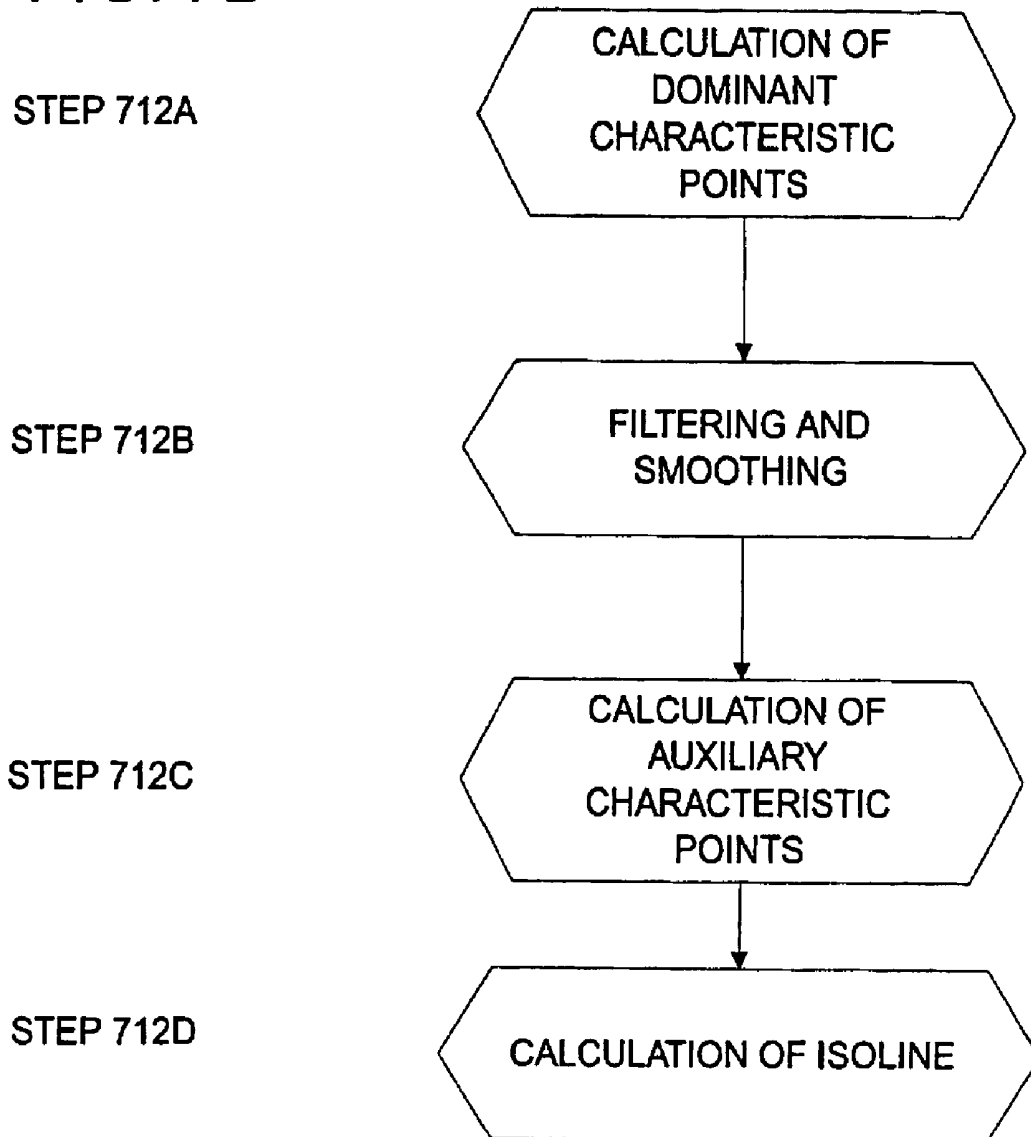 STEP 712A
CALCULATION OF
DOMINANT
CHARACTERISTIC
POINTS
STEP 712B
FILTERING AND
SMOOTHING
STEP 712C
CALCULATION OF
AUXILIARY
CHARACTERISTIC
POINTS
STEP 712D
CALCULATION OF ISOLINE